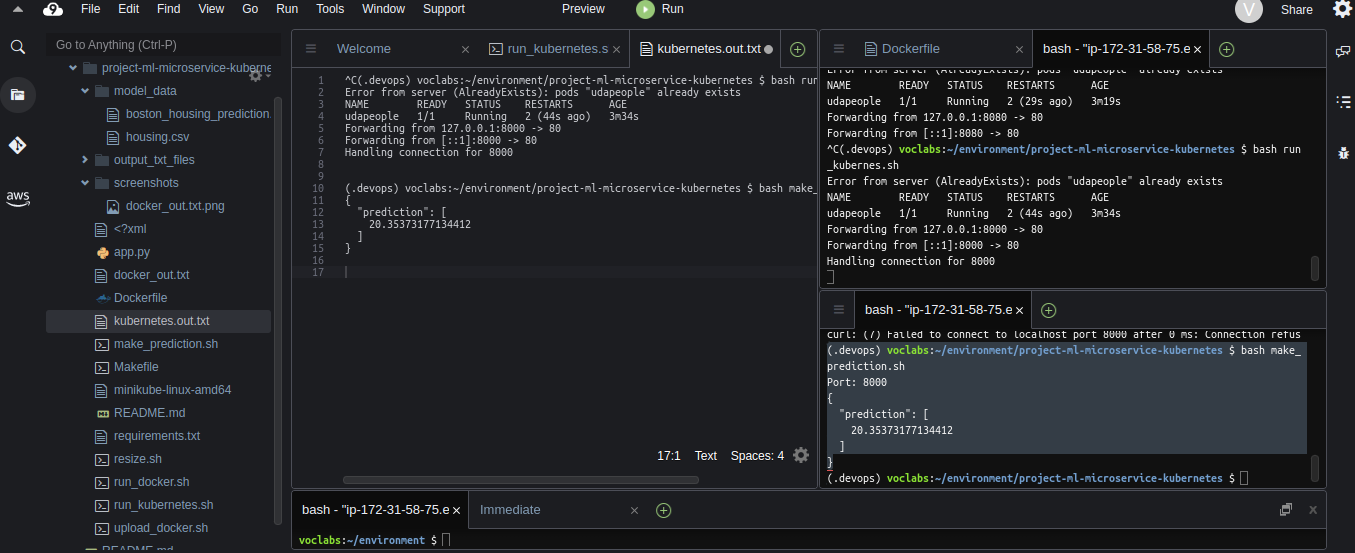 File Edit Find View Go Run Tools Window Support Preview Run V Share
Go to Anything (Ctrl-P)
project-ml-microservice-kuberne
model_data
boston_housing_prediction.
housing.csv
output_txt_files
screenshots
docker_out.txt.png
<?xml
app.py
docker_out.txt
Dockerfile
kubernetes.out.txt
make_prediction.sh
Makefile
minikube-linux-amd64
README.md
requirements.txt
resize.sh
run_docker.sh
run_kubernetes.sh
upload_docker.sh
README.md
aws
Welcome
run_kubernetes.s
kubernetes.out.txt
1 ^C(.devops) voclabs:~/environment/project-ml-microservice-kubernetes $ bash run
2 Error from server (AlreadyExists): pods "udapeople" already exists
3 NAME READY STATUS RESTARTS AGE
4 udapeople 1/1 Running 2 (44s ago) 3m34s
5 Forwarding from 127.0.0.1:8000 -> 80
6 Forwarding from [::1]:8000 -> 80
7 Handling connection for 8000
8
9
10 (.devops) voclabs:~/environment/project-ml-microservice-kubernetes $ bash make_
11 {
12 "prediction": [
13 20.35373177134412
14 ]
15 }
16
17
17:1 Text Spaces: 4
Dockerfile
bash - "ip-172-31-58-75.e
Error from server (AlreadyExists): pods "udapeople" already exists
NAME READY STATUS RESTARTS AGE
udapeople 1/1 Running 2 (29s ago) 3m19s
Forwarding from 127.0.0.1:8080 -> 80
Forwarding from [::1]:8080 -> 80
^C(.devops) voclabs:~/environment/project-ml-microservice-kubernetes $ bash run
_kubernes.sh
Error from server (AlreadyExists): pods "udapeople" already exists
NAME READY STATUS RESTARTS AGE
udapeople 1/1 Running 2 (44s ago) 3m34s
Forwarding from 127.0.0.1:8000 -> 80
Forwarding from [::1]:8000 -> 80
Handling connection for 8000
bash - "ip-172-31-58-75.e
curl: (7) Failed to connect to localhost port 8000 after 0 ms: Connection refus
(.devops) voclabs:~/environment/project-ml-microservice-kubernetes $ bash make_
prediction.sh
Port: 8000
{
"prediction": [
20.35373177134412
]
}
(.devops) voclabs:~/environment/project-ml-microservice-kubernetes $
bash - "ip-172-31-58-75.e
Immediate
voclabs:~/environment $